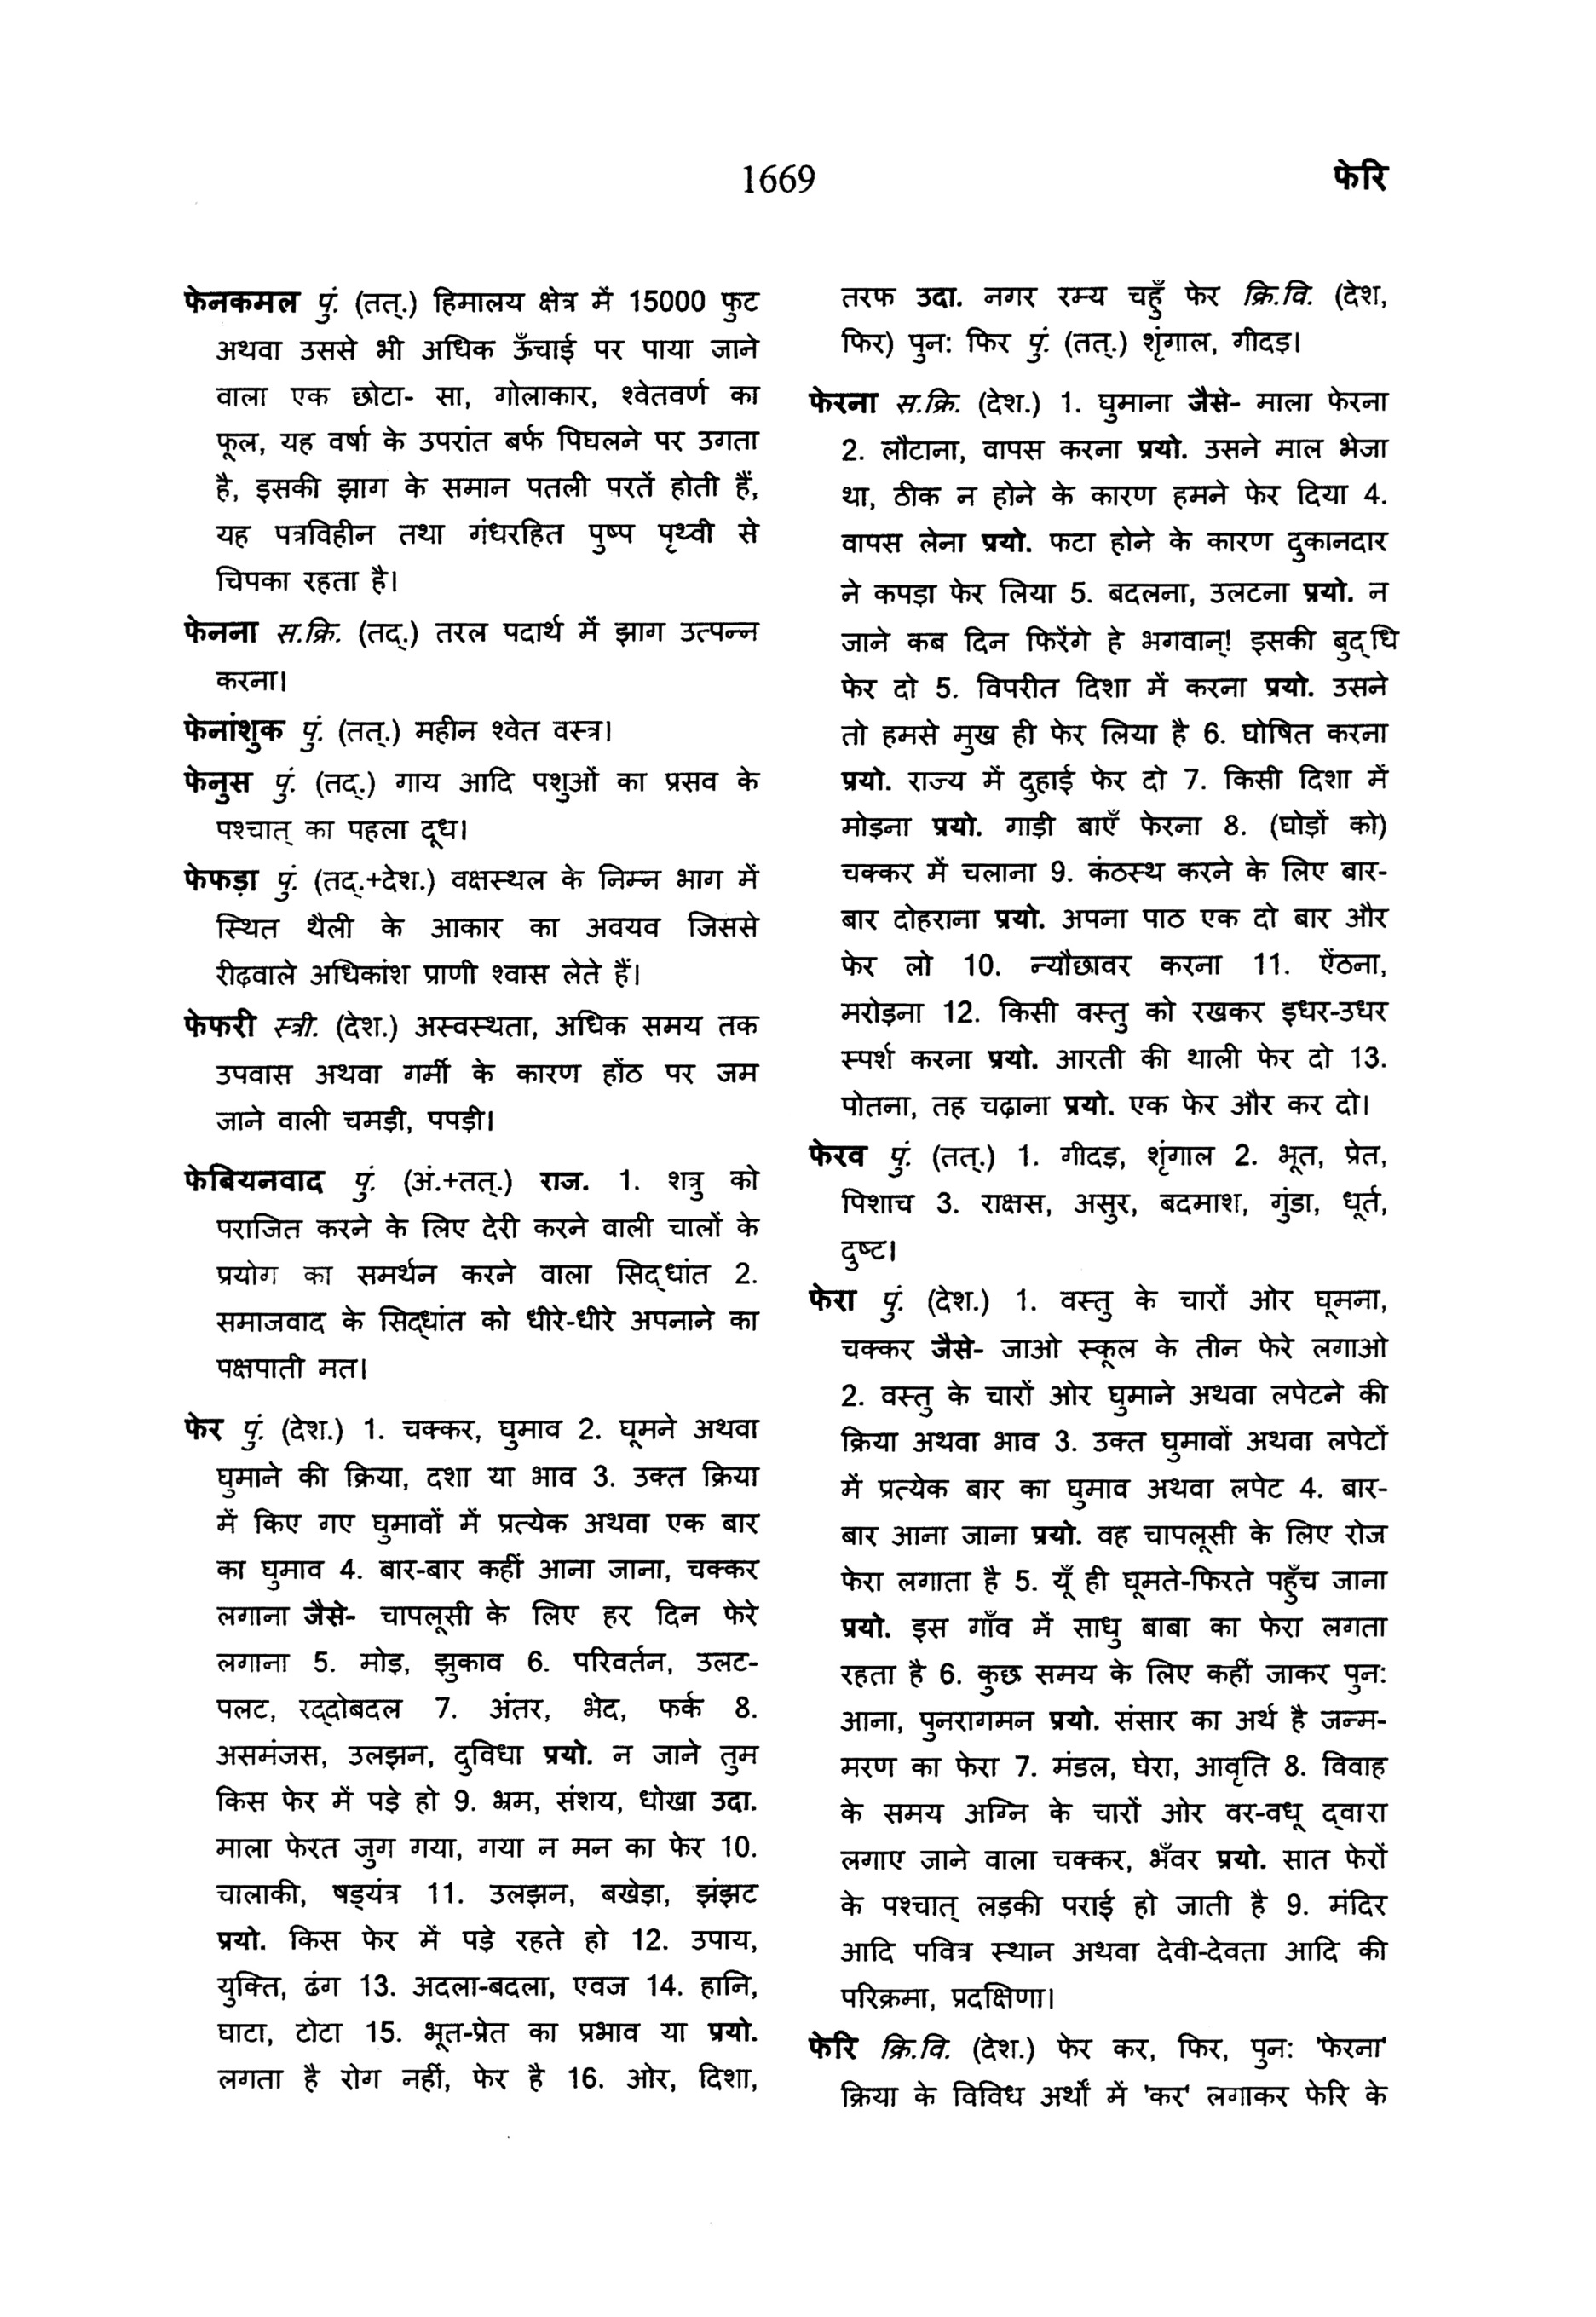 1669
फेरि
फेनकमल पुं. (तत्.) हिमालय क्षेत्र में 15000 फुट
अथवा उससे भी अधिक ऊँचाई पर पाया जाने
वाला एक छोटा- सा, गोलाकार, श्वेतवर्ण का
फूल, यह वर्षा के उपरांत बर्फ पिघलने पर उगता
है, इसकी झाग के समान पतली परतें होती हैं,
यह पत्रविहीन तथा गंधरहित पुष्प पृथ्वी से
चिपका रहता है।
फेनना स.क्रि. (तद्.) तरल पदार्थ में झाग उत्पन्न
करना।
फेनांशुक पुं. (तत्.) महीन श्वेत वस्त्र।
फेनुस पुं. (तद्.) गाय आदि पशुओं का प्रसव के
पश्चात् का पहला दूध।
फेफड़ा पुं. (तद्.+देश.) वक्षस्थल के निम्न भाग में
स्थित थैली के आकार का अवयव जिससे
रीढ़वाले अधिकांश प्राणी श्वास लेते हैं।
फेफरी स्त्री. (देश.) अस्वस्थता, अधिक समय तक
उपवास अथवा गर्मी के कारण होंठ पर जम
जाने वाली चमड़ी, पपड़ी।
फेबियनवाद पुं. (अं.+तत्.) राज. 1. शत्रु को
पराजित करने के लिए देरी करने वाली चालों के
प्रयोग का समर्थन करने वाला सिद्धांत 2.
समाजवाद के सिद्धांत को धीरे-धीरे अपनाने का
पक्षपाती मत।
फेर पुं. (देश.) 1. चक्कर, घुमाव 2. घूमने अथवा
घुमाने की क्रिया, दशा या भाव 3. उक्त क्रिया
में किए गए घुमावों में प्रत्येक अथवा एक बार
का घुमाव 4. बार-बार कहीं आना जाना, चक्कर
लगाना जैसे- चापलूसी के लिए हर दिन फेरे
लगाना 5. मोड़, झुकाव 6. परिवर्तन, उलट-
पलट, रद्दोबदल 7. अंतर, भेद, फर्क 8.
असमंजस, उलझन, दुविधा प्रयो. न जाने तुम
किस फेर में पड़े हो 9. भ्रम, संशय, धोखा उदा.
माला फेरत जुग गया, गया न मन का फेर 10.
चालाकी, षड्यंत्र 11. उलझन, बखेड़ा, झंझट
प्रयो. किस फेर में पड़े रहते हो 12. उपाय,
युक्ति, ढंग 13. अदला-बदला, एवज 14. हानि,
घाटा, टोटा 15. भूत-प्रेत का प्रभाव या प्रयो.
लगता है रोग नहीं, फेर है 16. ओर, दिशा,
तरफ उदा. नगर रम्य चहुँ फेर क्रि.वि. (देश,
फिर) पुन: फिर पुं. (तत्.) शृंगाल, गीदड़।
फेरना स.क्रि. (देश.) 1. घुमाना जैसे- माला फेरना
2. लौटाना, वापस करना प्रयो. उसने माल भेजा
था, ठीक न होने के कारण हमने फेर दिया 4.
वापस लेना प्रयो. फटा होने के कारण दुकानदार
ने कपड़ा फेर लिया 5. बदलना, उलटना प्रयो. न
जाने कब दिन फिरेंगे हे भगवान्! इसकी बुद्धि
फेर दो 5. विपरीत दिशा में करना प्रयो. उसने
तो हमसे मुख ही फेर लिया है 6. घोषित करना
प्रयो. राज्य में दुहाई फेर दो 7. किसी दिशा में
मोड़ना प्रयो. गाड़ी बाएँ फेरना 8. (घोड़ों को)
चक्कर में चलाना 9. कंठस्थ करने के लिए बार-
बार दोहराना प्रयो. अपना पाठ एक दो बार और
फेर लो 10. न्यौछावर करना 11. ऐंठना,
मरोड़ना 12. किसी वस्तु को रखकर इधर-उधर
स्पर्श करना प्रयो. आरती की थाली फेर दो 13.
पोतना, तह चढ़ाना प्रयो. एक फेर और कर दो।
फेरव पुं. (तत्.) 1. गीदड़, शृंगाल 2. भूत, प्रेत,
पिशाच 3. राक्षस, असुर, बदमाश, गुंडा, धूर्त,
दुष्ट।
फेरा पुं. (देश.) 1. वस्तु के चारों ओर घूमना,
चक्कर जैसे- जाओ स्कूल के तीन फेरे लगाओ
2. वस्तु के चारों ओर घुमाने अथवा लपेटने की
क्रिया अथवा भाव 3. उक्त घुमावों अथवा लपेटों
में प्रत्येक बार का घुमाव अथवा लपेट 4. बार-
बार आना जाना प्रयो. वह चापलूसी के लिए रोज
फेरा लगाता है 5. यूँ ही घूमते-फिरते पहुँच जाना
प्रयो. इस गाँव में साधु बाबा का फेरा लगता
रहता है 6. कुछ समय के लिए कहीं जाकर पुन:
आना, पुनरागमन प्रयो. संसार का अर्थ है जन्म-
मरण का फेरा 7. मंडल, घेरा, आवृति 8. विवाह
के समय अग्नि के चारों ओर वर-वधू द्वारा
लगाए जाने वाला चक्कर, भँवर प्रयो. सात फेरों
के पश्चात् लड़की पराई हो जाती है 9. मंदिर
आदि पवित्र स्थान अथवा देवी-देवता आदि की
परिक्रमा, प्रदक्षिणा।
फेरि क्रि.वि. (देश.) फेर कर, फिर, पुन: 'फेरना'
क्रिया के विविध अर्थों में 'कर' लगाकर फेरि के